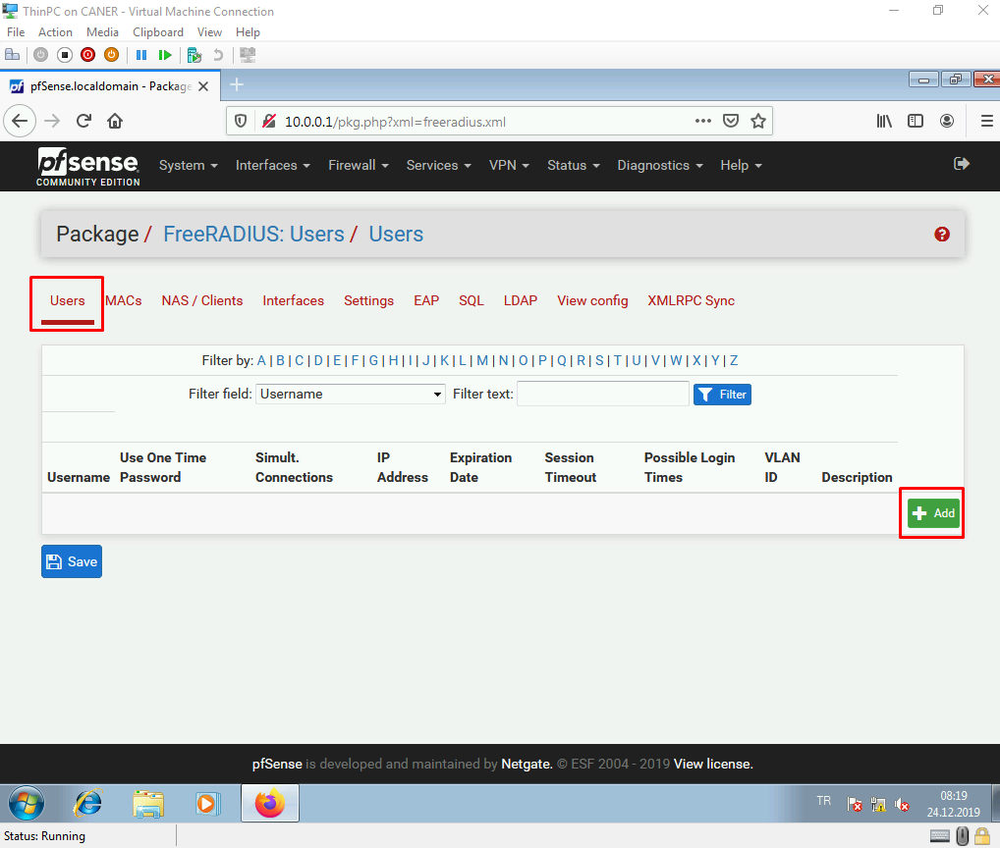 ThinPC on CANER - Virtual Machine Connection
File Action Media Clipboard View Help
pf pfSense.localdomain - Package
10.0.0.1/pkg.php?xml=freeradius.xml
pfsense
COMMUNITY EDITION
System Interfaces Firewall Services VPN Status Diagnostics Help
Package / FreeRADIUS: Users / Users
Users MACs NAS / Clients Interfaces Settings EAP SQL LDAP View config XMLRPC Sync
Filter by: A | B | C | D | E | F | G | H | I | J | K | L | M | N | O | P | Q | R | S | T | U | V | W | X | Y | Z
Filter field: Username Filter text: Filter
Use One Time Simult. IP Expiration Session Possible Login VLAN
Username Password Connections Address Date Timeout Times ID Description
Add
Save
pfSense is developed and maintained by Netgate. © ESF 2004 - 2019 View license.
TR
08:19
24.12.2019
Status: Running